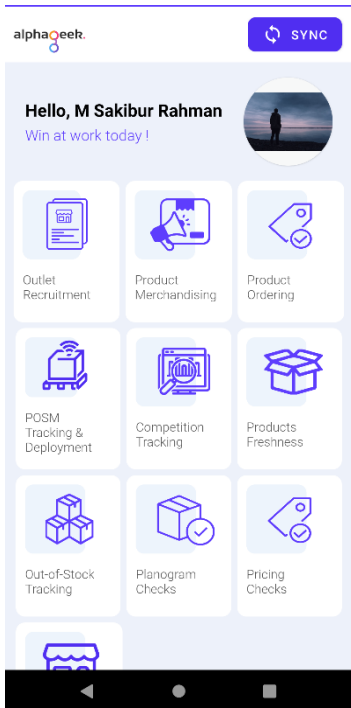 alphageek.
SYNC
Hello, M Sakibur Rahman
Win at work today !
Outlet
Recruitment
Product
Merchandising
Product
Ordering
POSM
Tracking &
Deployment
Competition
Tracking
Products
Freshness
Out-of-Stock
Tracking
Planogram
Checks
Pricing
Checks